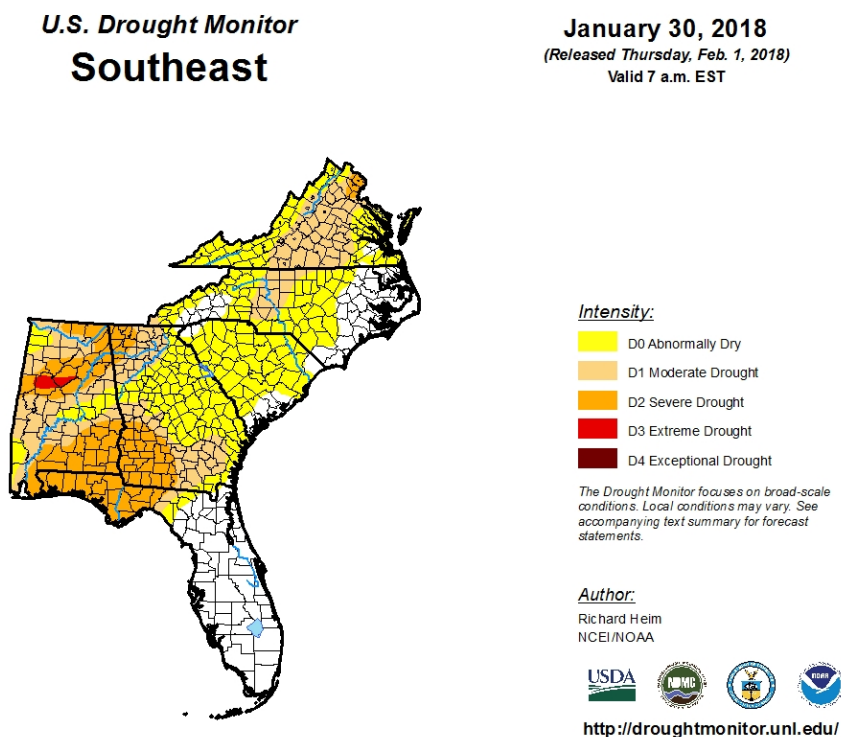 U.S. Drought Monitor
Southeast
January 30, 2018
(Released Thursday, Feb. 1, 2018)
Valid 7 a.m. EST
Intensity:
D0 Abnormally Dry
D1 Moderate Drought
D2 Severe Drought
D3 Extreme Drought
D4 Exceptional Drought
The Drought Monitor focuses on broad-scale
conditions. Local conditions may vary. See
accompanying text summary for forecast
statements.
Author:
Richard Heim
NCEI/NOAA
USDA
NDMC
NOAA
http://droughtmonitor.unl.edu/